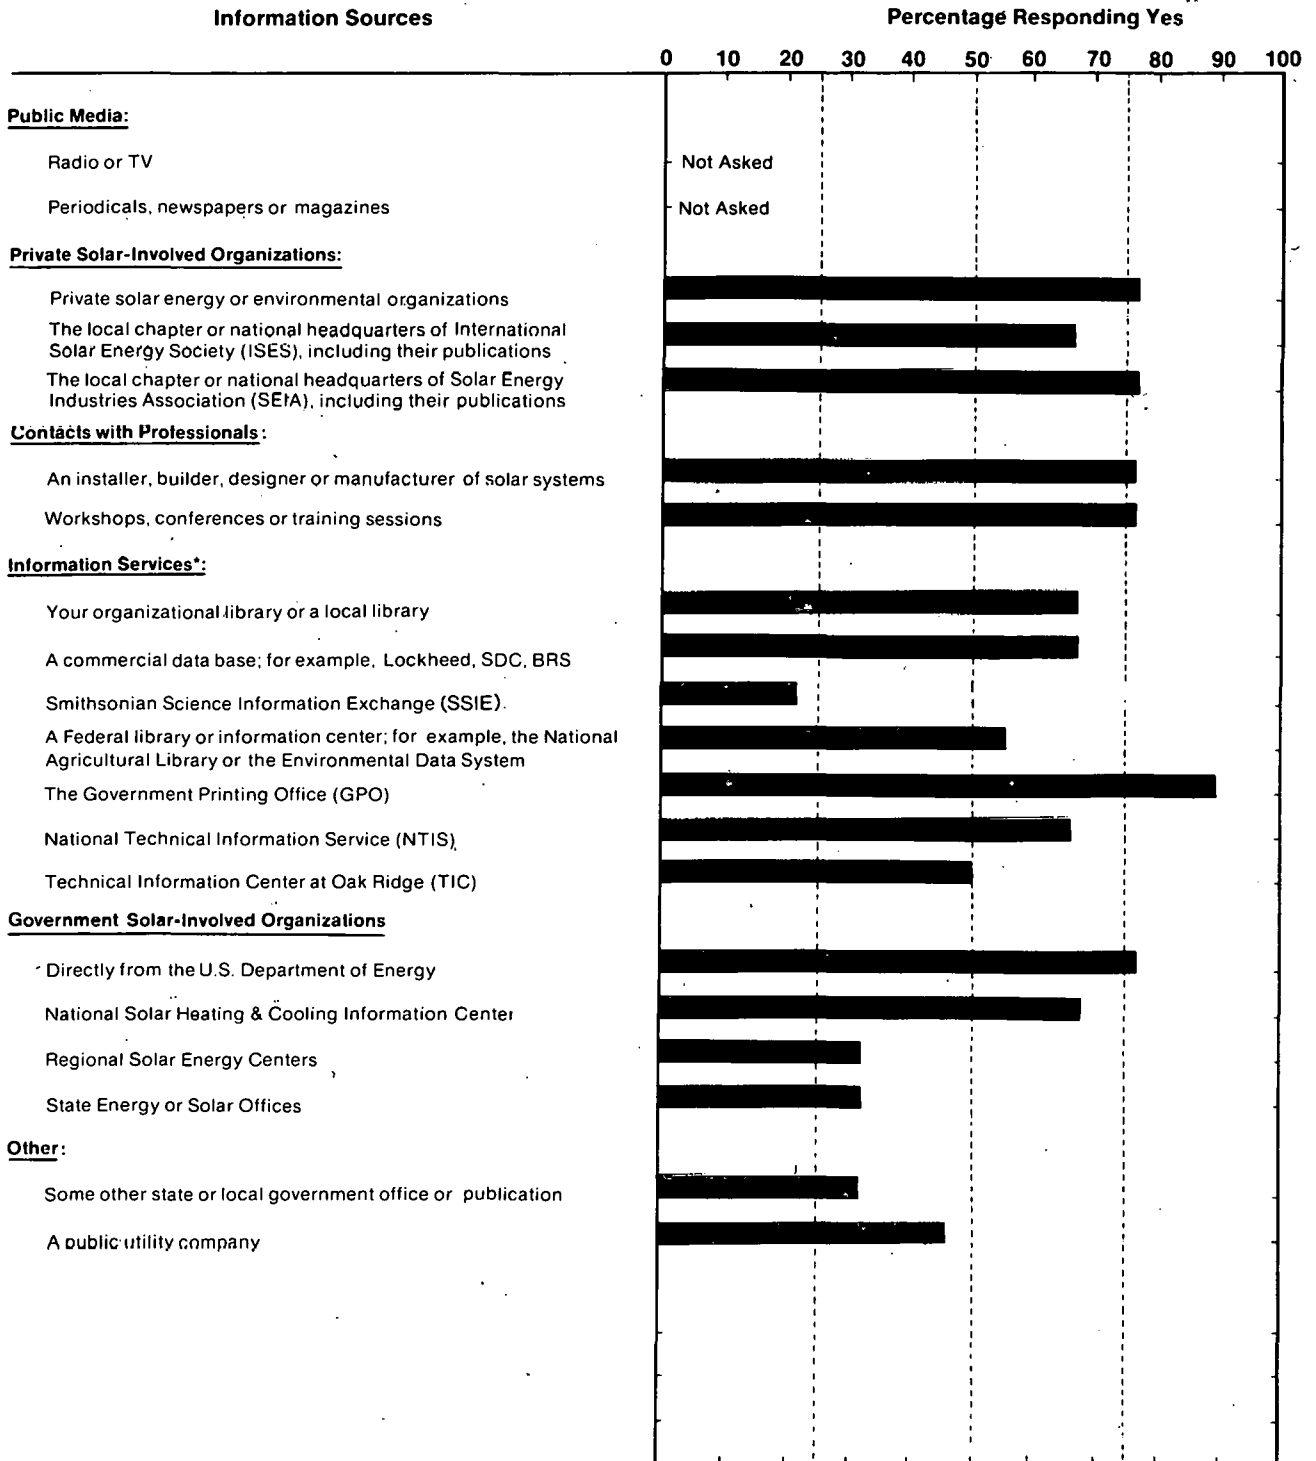 Information Sources
Percentage Responding Yes
0 10 20 30 40 50 60 70 80 90 100
Public Media:
Radio or TV
Not Asked
Periodicals, newspapers or magazines
Not Asked
Private Solar-Involved Organizations:
Private solar energy or environmental organizations
The local chapter or national headquarters of International
Solar Energy Society (ISES), including their publications
The local chapter or national headquarters of Solar Energy
Industries Association (SEIA), including their publications
Contacts with Professionals:
An installer, builder, designer or manufacturer of solar systems
Workshops, conferences or training sessions
Information Services*:
Your organizational library or a local library
A commercial data base; for example, Lockheed, SDC, BRS
Smithsonian Science Information Exchange (SSIE).
A Federal library or information center; for example, the National
Agricultural Library or the Environmental Data System
The Government Printing Office (GPO)
National Technical Information Service (NTIS)
Technical Information Center at Oak Ridge (TIC)
Government Solar-Involved Organizations
Directly from the U.S. Department of Energy
National Solar Heating & Cooling Information Center
Regional Solar Energy Centers
State Energy or Solar Offices
Other:
Some other state or local government office or publication
A public utility company